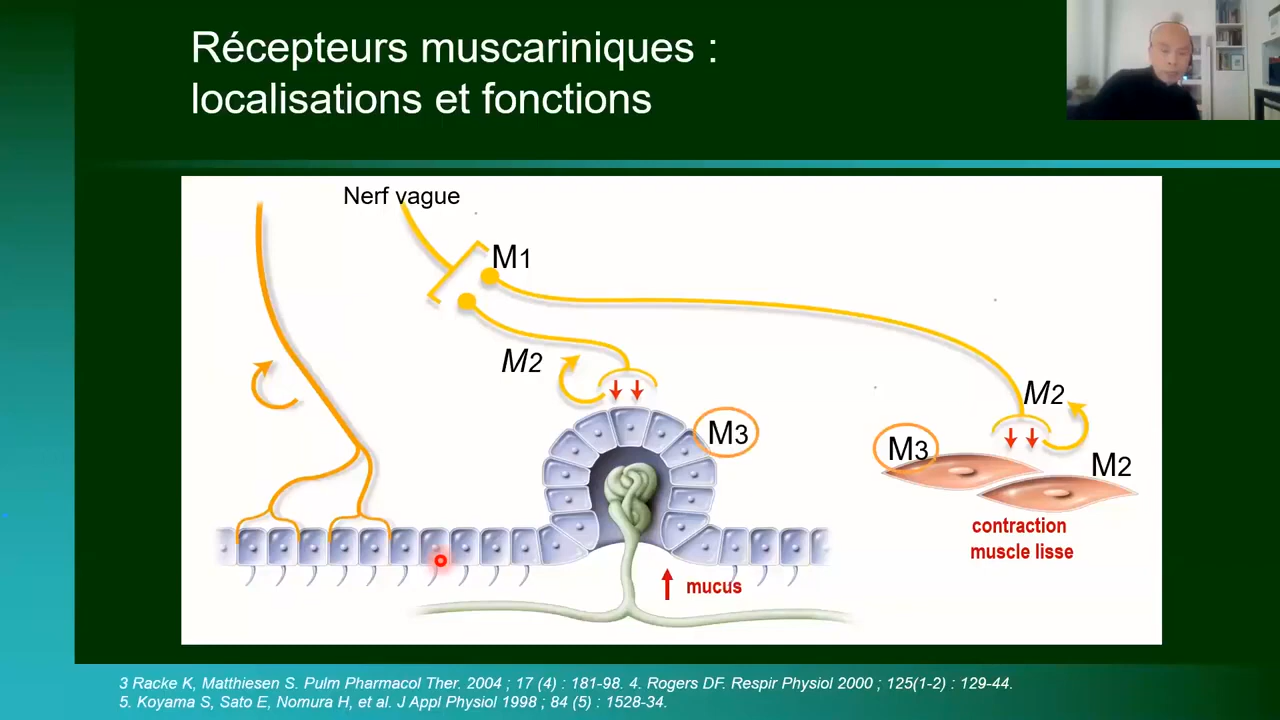 Récepteurs muscariniques :
localisations et fonctions
Nerf vague
M1
M2
M3
M2
M3
M2
contraction
muscle lisse
mucus
3 Racke K, Matthiesen S. Pulm Pharmacol Ther. 2004 ; 17 (4) : 181-98. 4. Rogers DF. Respir Physiol 2000 ; 125(1-2) : 129-44.
5. Koyama S, Sato E, Nomura H, et al. J Appl Physiol 1998 ; 84 (5) : 1528-34.